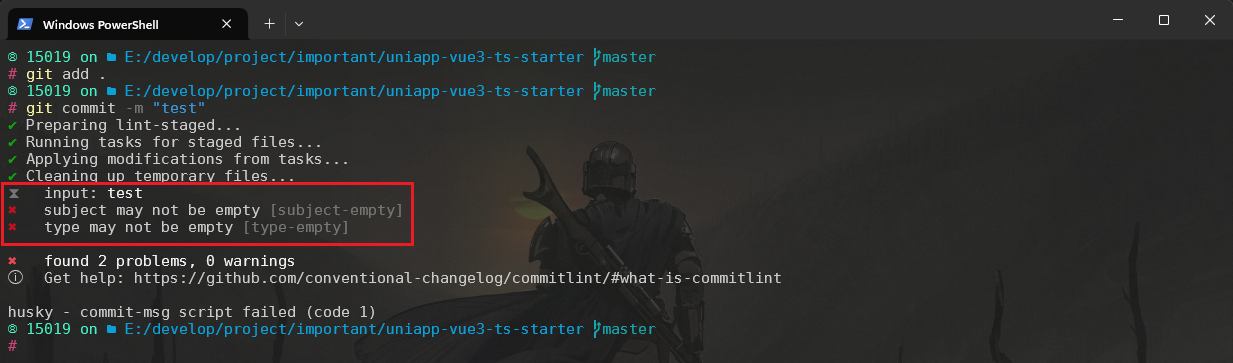 Windows PowerShell
15019 on E:/develop/project/important/uniapp-vue3-ts-starter master
# git add .
15019 on E:/develop/project/important/uniapp-vue3-ts-starter master
# git commit -m "test"
✔ Preparing lint-staged...
✔ Running tasks for staged files...
✔ Applying modifications from tasks...
✔ Cleaning up temporary files...
⧗ input: test
✖ subject may not be empty [subject-empty]
✖ type may not be empty [type-empty]
✖ found 2 problems, 0 warnings
ⓘ Get help: https://github.com/conventional-changelog/commitlint/#what-is-commitlint
husky - commit-msg script failed (code 1)
15019 on E:/develop/project/important/uniapp-vue3-ts-starter master
#